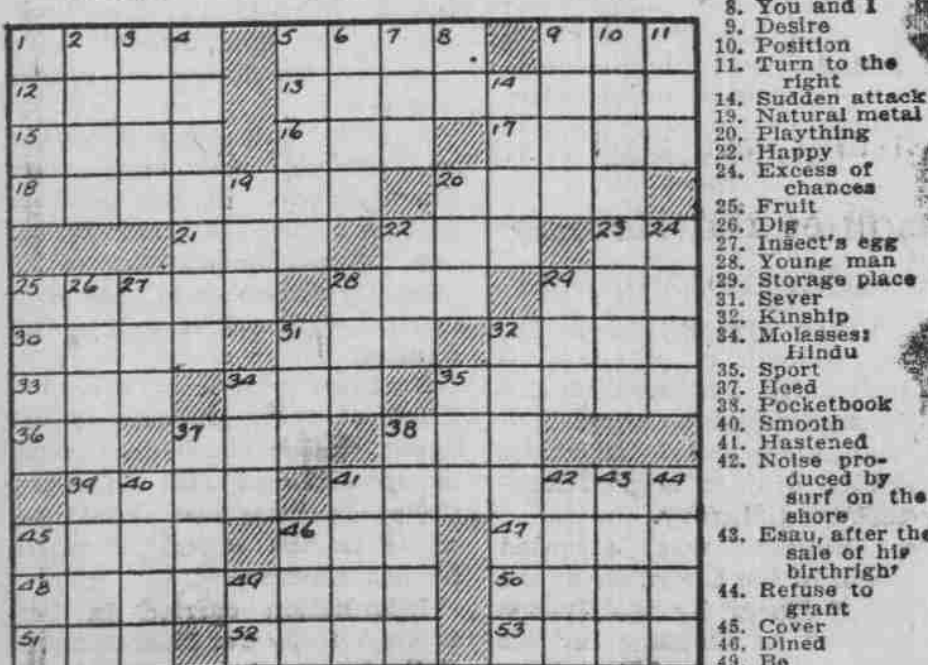 1 2 3 4 5 6 7 8 9 10 11
12 13 14
15 16 17
18 19 20
21 22 23 24
25 26 27 28 29
30 31 32
33 34 35
36 37 38
39 40 41 42 43 44
45 46 47
48 49 50
51 52 53
8. You and I
9. Desire
10. Position
11. Turn to the
right
14. Sudden attack
19. Natural metal
20. Plaything
22. Happy
24. Excess of
chances
25. Fruit
26. Dig
27. Insect's egg
28. Young man
29. Storage place
31. Sever
32. Kinship
34. Molasses:
Hindu
35. Sport
37. Heed
38. Pocketbook
40. Smooth
41. Hastened
42. Noise pro-
duced by
surf on the
shore
43. Esau, after the
sale of his
birthright
44. Refuse to
grant
45. Cover
46. Dined
49. Be